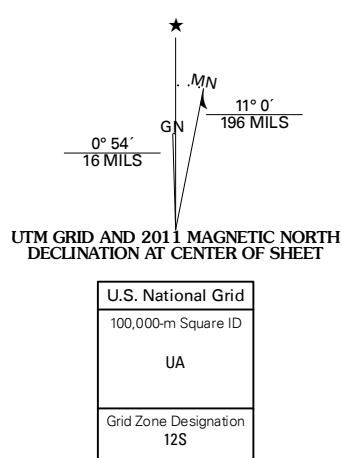 MN
11° 0´
196 MILS
GN
0° 54´
16 MILS
UTM GRID AND 2011 MAGNETIC NORTH
DECLINATION AT CENTER OF SHEET
U.S. National Grid
100,000-m Square ID
UA
Grid Zone Designation
12S